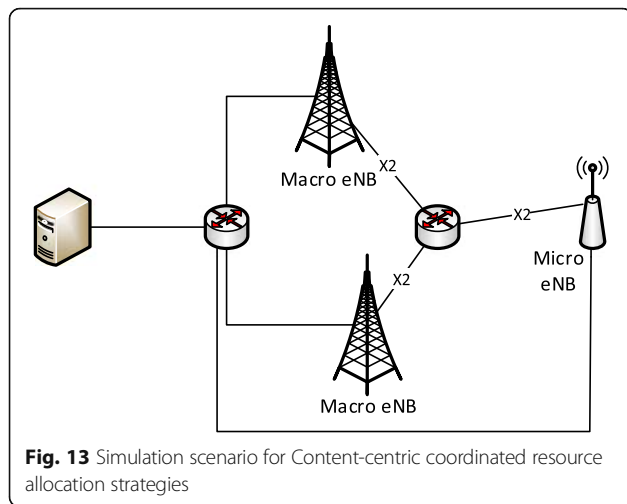 Macro eNB
X2
X2
X2
Micro
eNB
Macro eNB
Fig. 13 Simulation scenario for Content-centric coordinated resource
allocation strategies